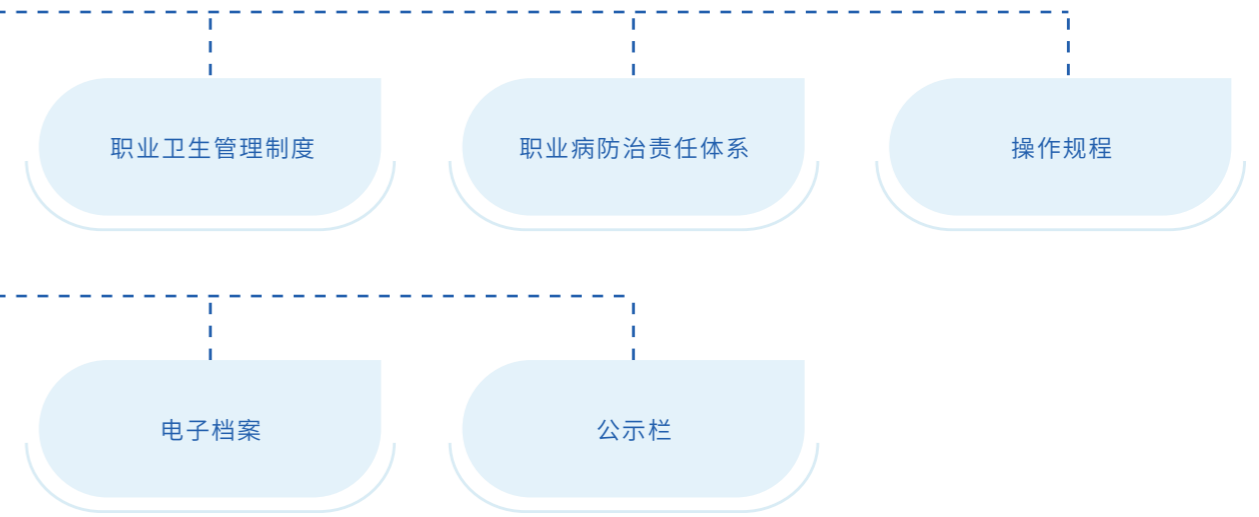 职业卫生管理制度
职业病防治责任体系
操作规程
电子档案
公示栏